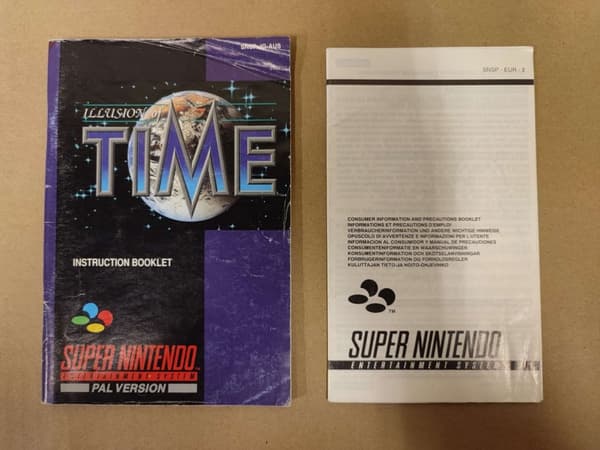 SNSP-JG-AUS
ILLUSION of
TIME
INSTRUCTION BOOKLET
SUPER NINTENDO
ENTERTAINMENT SYSTEM
PAL VERSION
SNSP - EUR - 2
CONSUMER INFORMATION AND PRECAUTIONS BOOKLET
INFORMATIONS ET PRÉCAUTIONS D'EMPLOI
VERBRAUCHERINFORMATION UND ANDERE WICHTIGE HINWEISE
OPUSCOLO DI AVVERTENZE E INFORMAZIONI PER L'UTENTE
INFORMACION AL CONSUMIDOR Y MANUAL DE PRECAUCIONES
CONSUMENTENINFORMATIE EN WAARSCHUWINGEN
KONSUMENTINFORMATION OCH SKÖTSELANVISNINGAR
FORBRUGERINFORMATION OG FORHOLDSREGLER
KULUTTAJAN TIETO-JA HOITO-OHJEVIHKO
TM
SUPER NINTENDO
ENTERTAINMENT SYSTEM